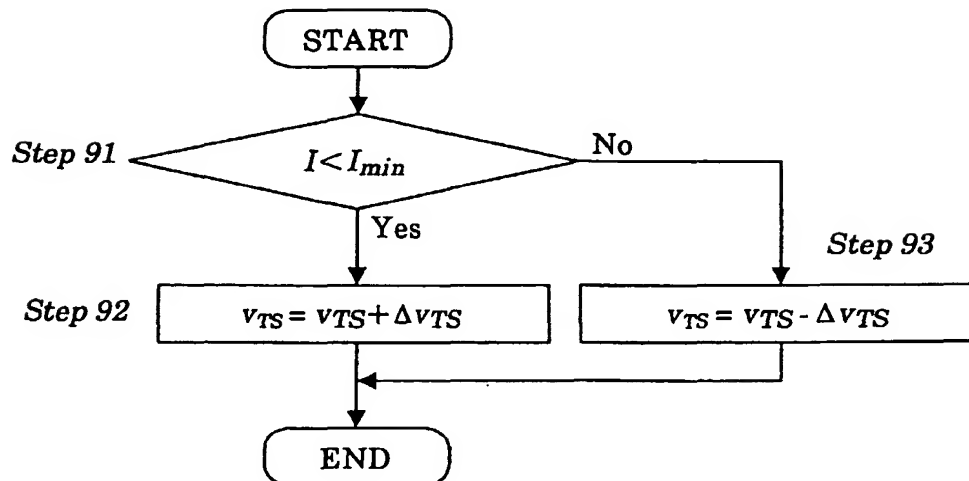 START
Step 91
I < I_min
No
Yes
Step 93
Step 92
v_TS = v_TS + Δv_TS
v_TS = v_TS - Δv_TS
END